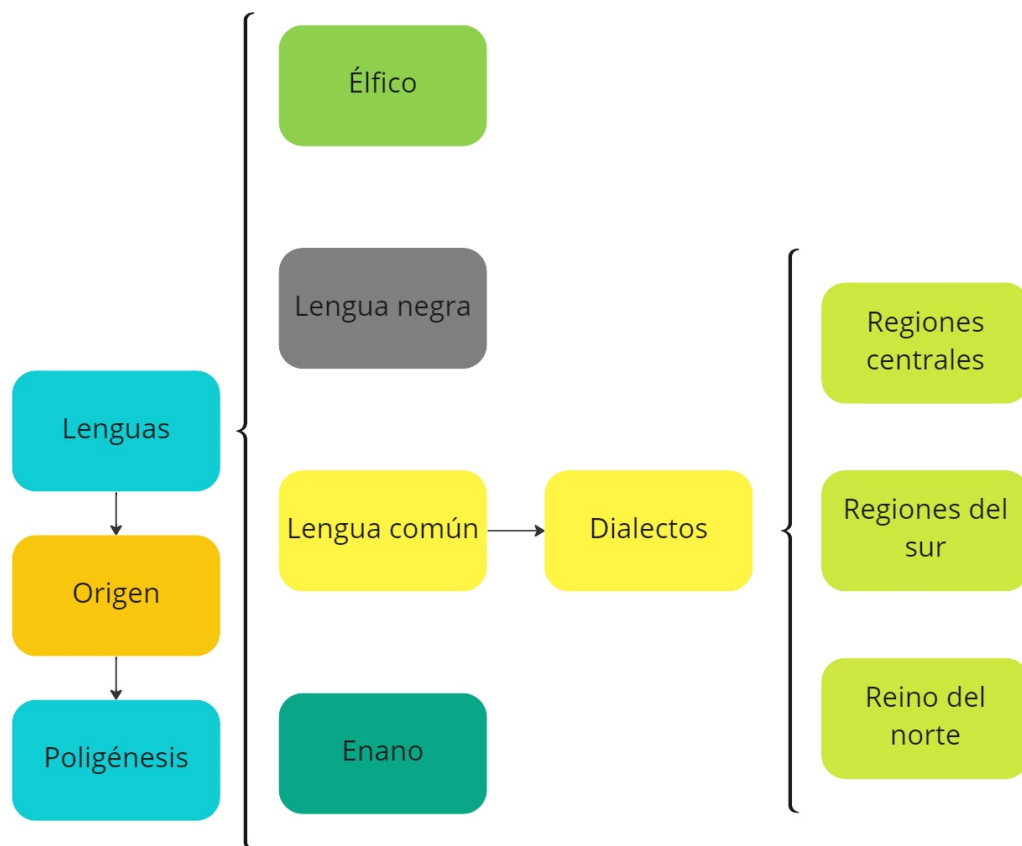 Élfico
Lengua negra
Regiones
centrales
Lenguas
Lengua común
Dialectos
Regiones del
sur
Origen
Reino del
norte
Poligénesis
Enano